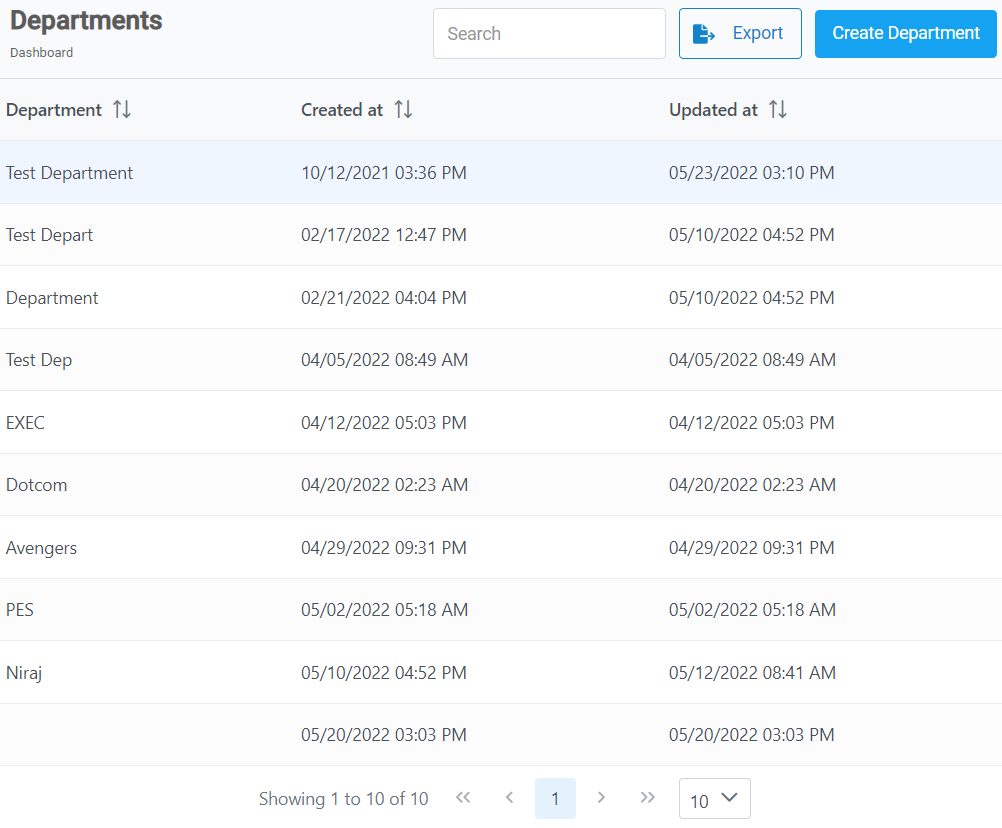 Departments
Dashboard
Search
Export
Create Department
Department Created at Updated at
Test Department 10/12/2021 03:36 PM 05/23/2022 03:10 PM
Test Depart 02/17/2022 12:47 PM 05/10/2022 04:52 PM
Department 02/21/2022 04:04 PM 05/10/2022 04:52 PM
Test Dep 04/05/2022 08:49 AM 04/05/2022 08:49 AM
EXEC 04/12/2022 05:03 PM 04/12/2022 05:03 PM
Dotcom 04/20/2022 02:23 AM 04/20/2022 02:23 AM
Avengers 04/29/2022 09:31 PM 04/29/2022 09:31 PM
PES 05/02/2022 05:18 AM 05/02/2022 05:18 AM
Niraj 05/10/2022 04:52 PM 05/12/2022 08:41 AM
05/20/2022 03:03 PM 05/20/2022 03:03 PM
Showing 1 to 10 of 10 1 10